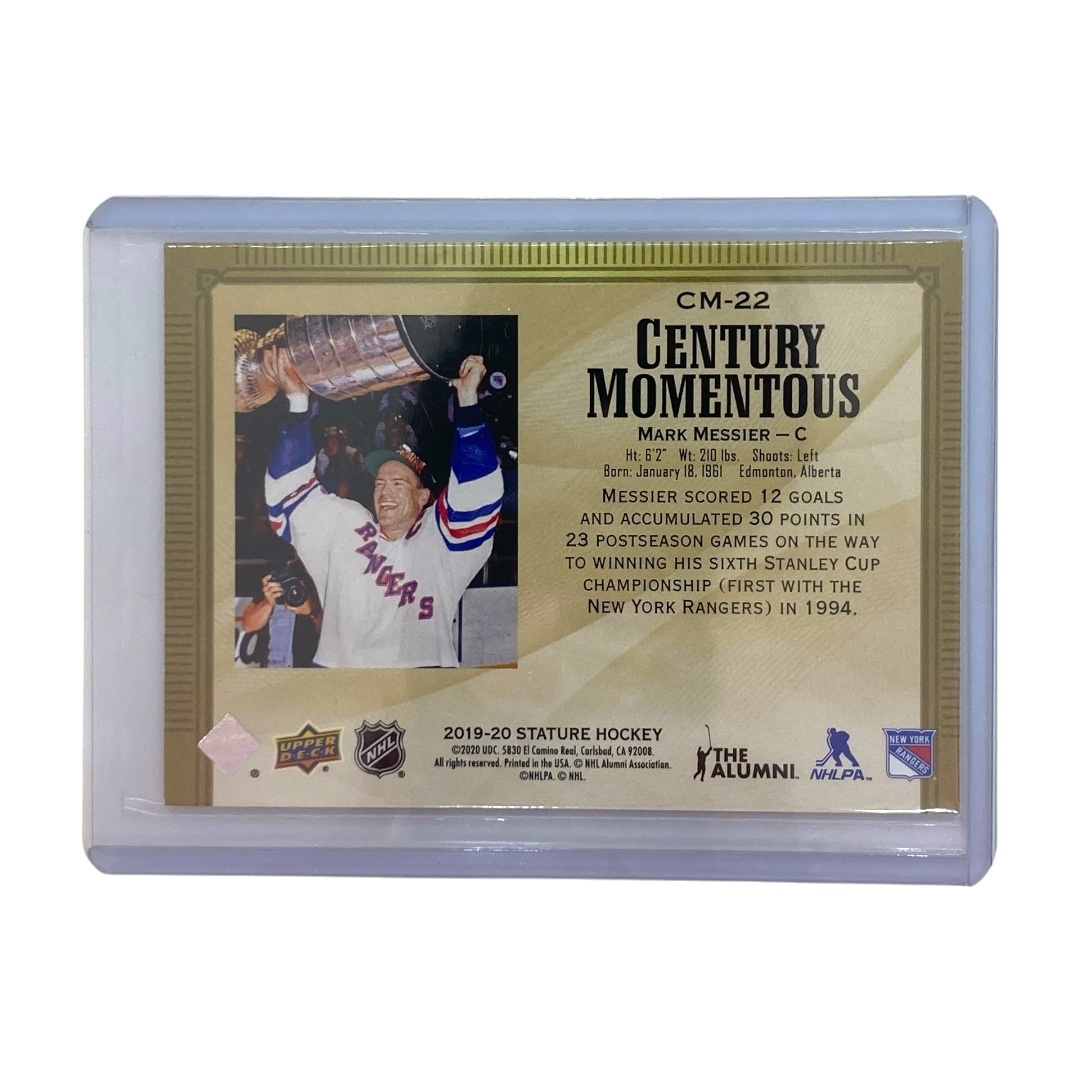 CM-22
CENTURY
MOMENTOUS
MARK MESSIER – C
Ht: 6'2" Wt: 210 lbs. Shoots: Left
Born: January 18, 1961 Edmonton, Alberta
MESSIER SCORED 12 GOALS
AND ACCUMULATED 30 POINTS IN
23 POSTSEASON GAMES ON THE WAY
TO WINNING HIS SIXTH STANLEY CUP
CHAMPIONSHIP (FIRST WITH THE
NEW YORK RANGERS) IN 1994.
RANGERS
UPPER
DECK
®
NHL
®
2019-20 STATURE HOCKEY
©2020 UDC. 5830 El Camino Real, Carlsbad, CA 92008.
All rights reserved. Printed in the USA. © NHL Alumni Association.
©NHLPA. © NHL.
THE
ALUMNI
NHLPA™
NEW YORK
RANGERS